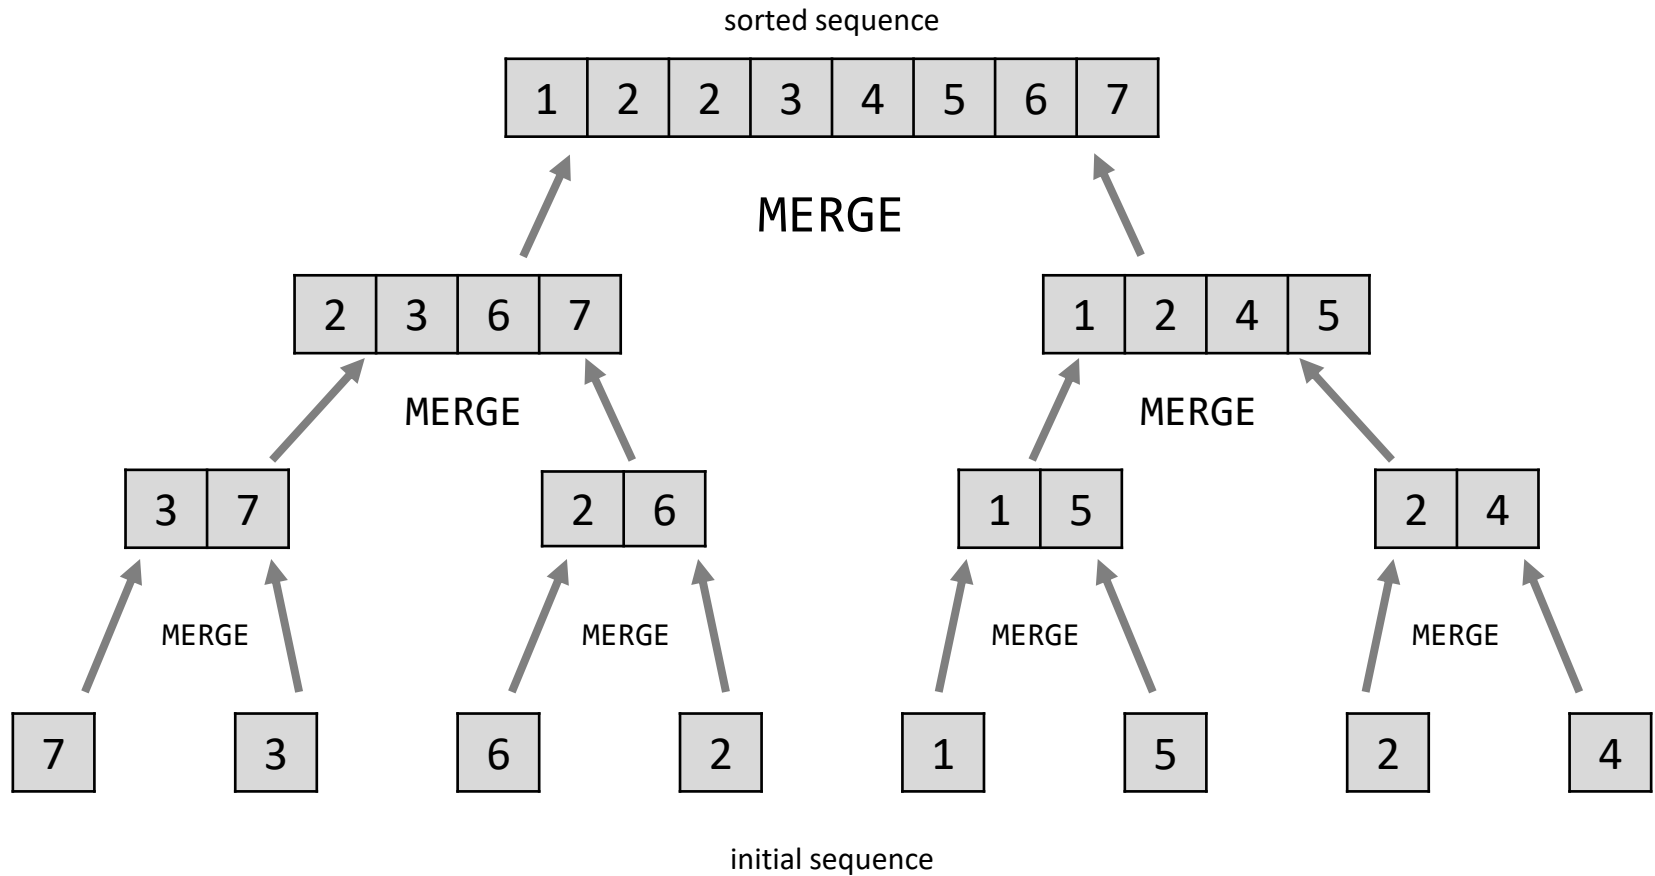 sorted sequence
1 2 2 3 4 5 6 7
MERGE
2 3 6 7 1 2 4 5
MERGE MERGE
3 7 2 6 1 5 2 4
MERGE MERGE MERGE MERGE
7 3 6 2 1 5 2 4
initial sequence